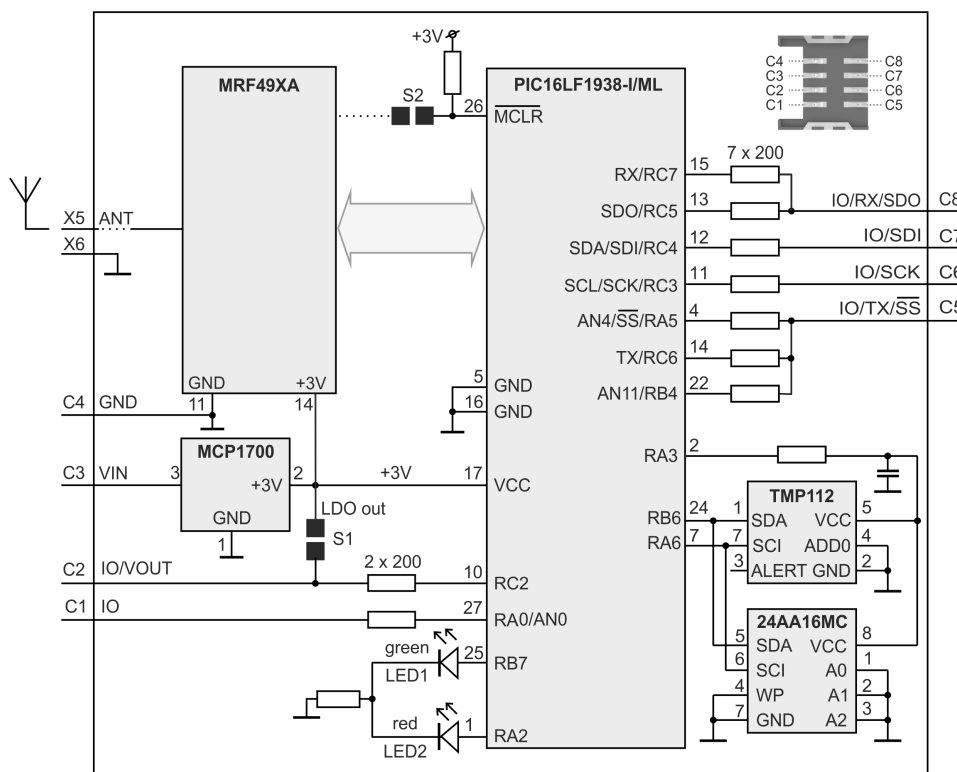 +3V
MRF49XA
PIC16LF1938-I/ML
C4 C8
C3 C7
C2 C6
C1 C5
S2
26 MCLR
7 x 200
15
RX/RC7
13
SDO/RC5
IO/RX/SDO C8
X5 ANT
X6
12
SDA/SDI/RC4
IO/SDI C7
11
SCL/SCK/RC3
IO/SCK C6
4
AN4/SS/RA5
IO/TX/SS C5
14
TX/RC6
22
AN11/RB4
GND +3V
11 14
5 GND
16 GND
C4 GND
MCP1700
C3 VIN 3
+3V 2
+3V
17 VCC
GND
1
LDO out
S1
RA3 2
TMP112
RB6 24
1 SDA VCC 5
RA6 7
7 SCI ADD0 4
3 ALERT GND 2
C2 IO/VOUT
2 x 200
10 RC2
C1 IO
27 RA0/AN0
24AA16MC
5 SDA VCC 8
6 SCI A0 1
4 WP A1 2
7 GND A2 3
green
LED1
25 RB7
red
LED2
1 RA2